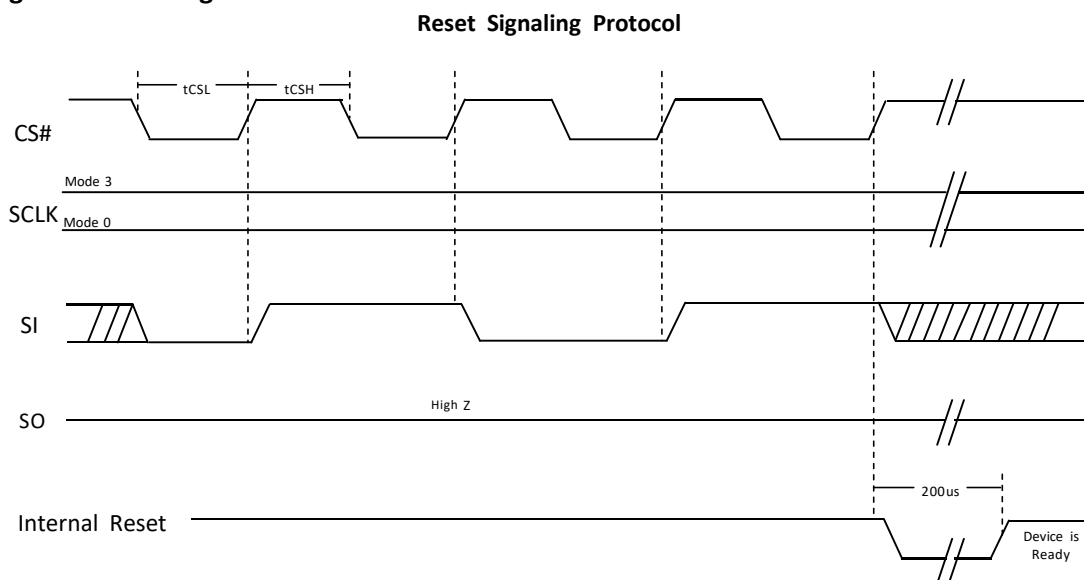 Reset Signaling Protocol
tCSL
tCSH
CS#
Mode 3
SCLK
Mode 0
SI
High Z
SO
200us
Internal Reset
Device is
Ready